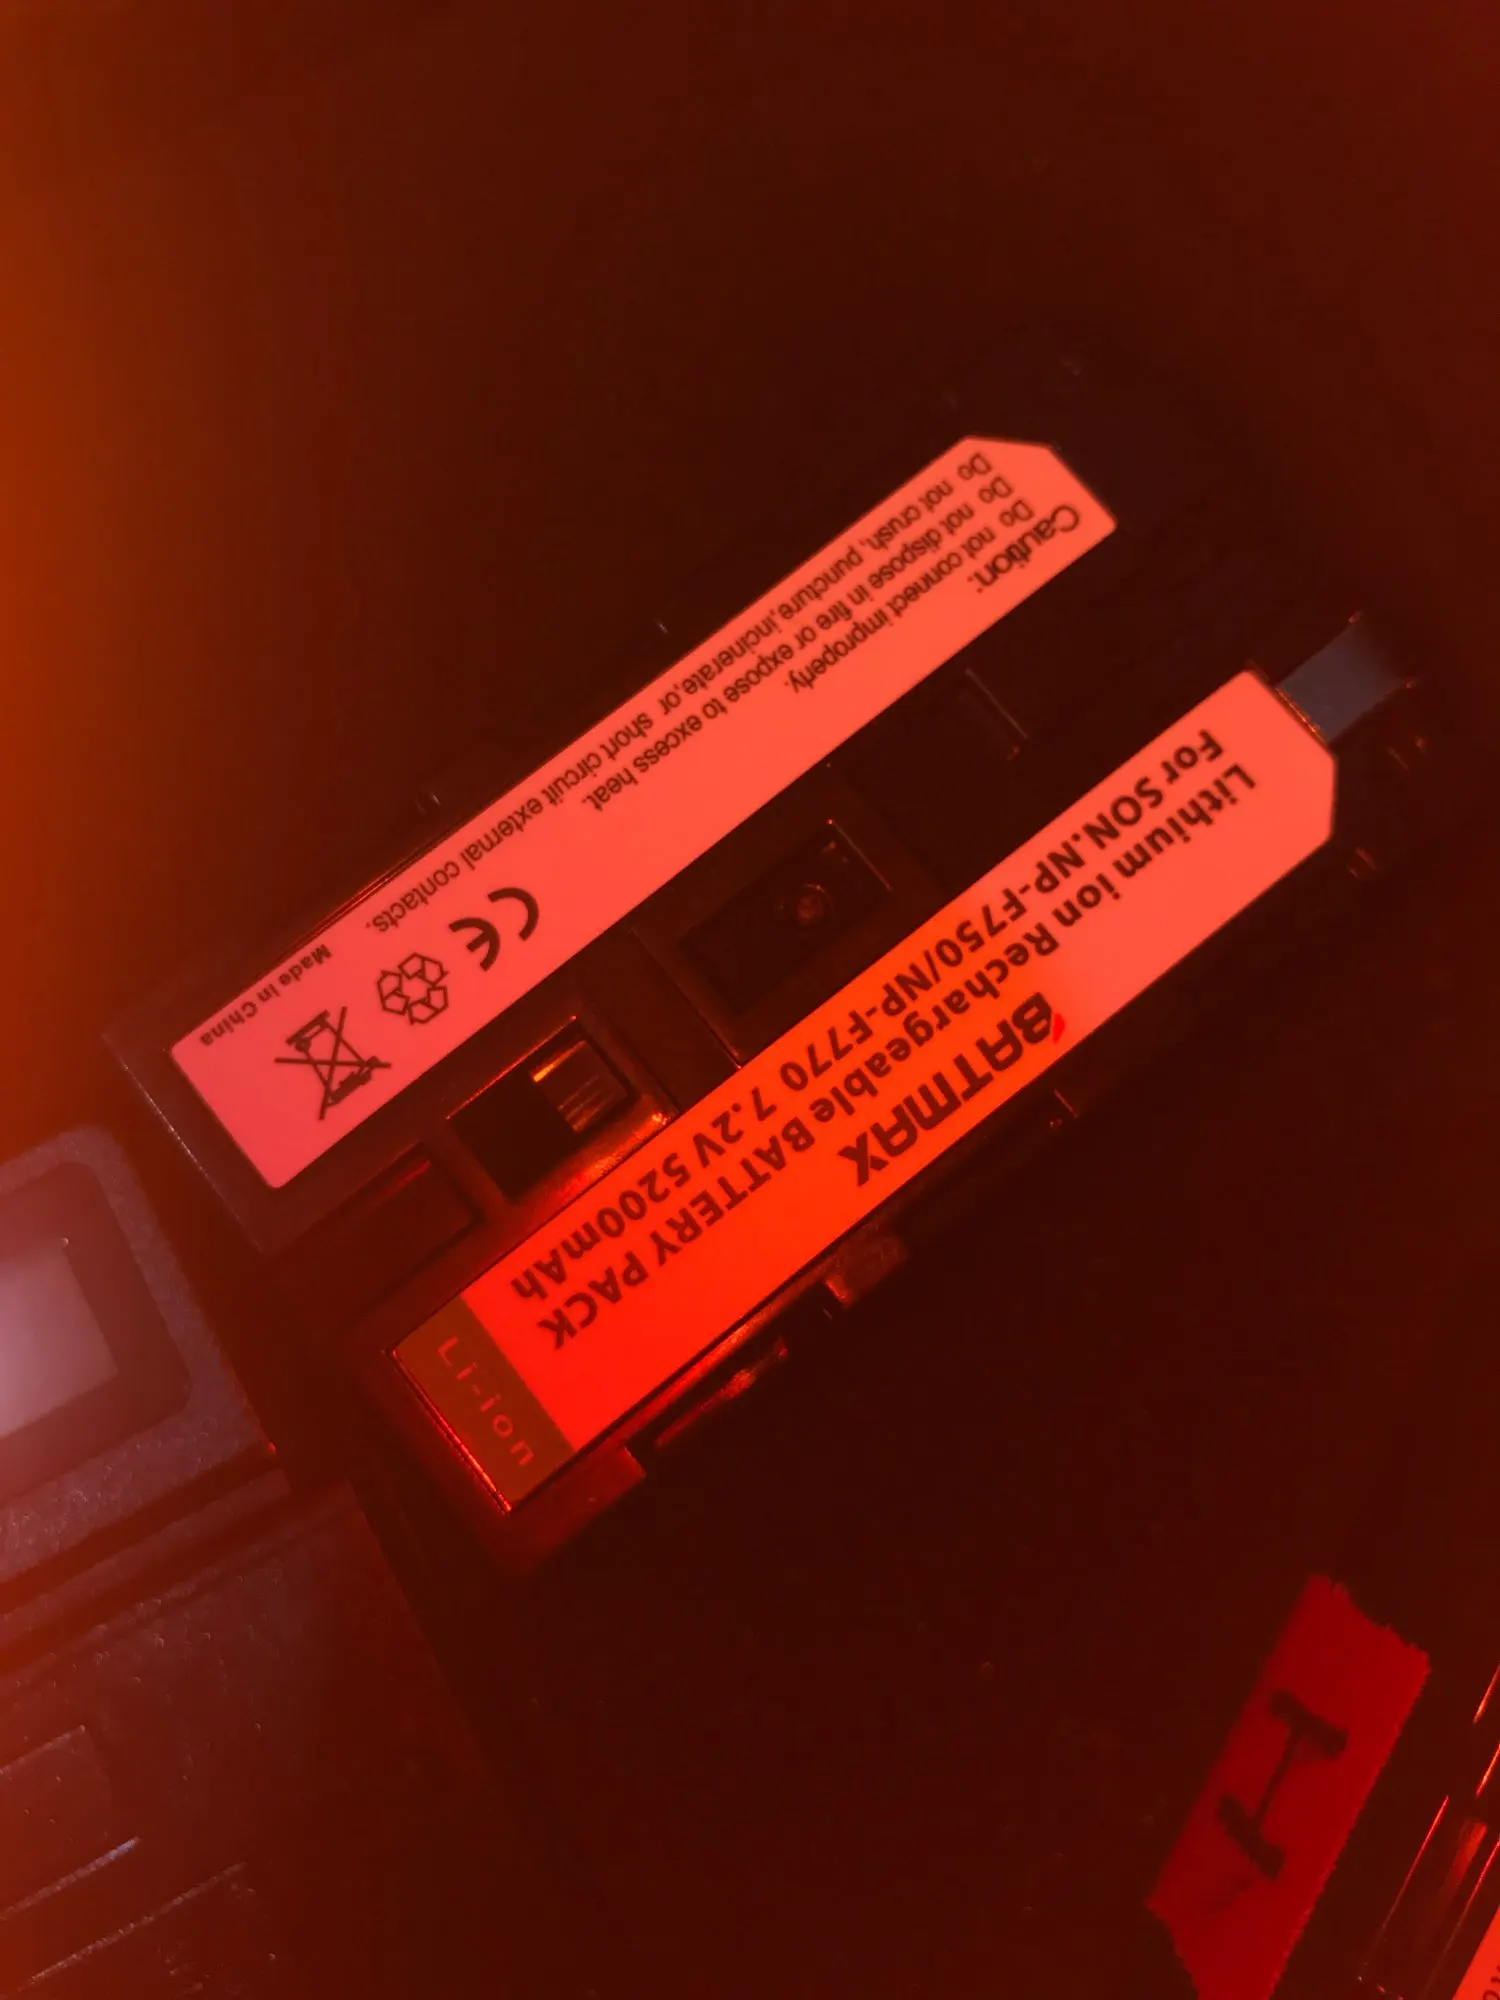 BATMAX
Lithium ion Rechargeable BATTERY PACK
For SON.NP-F750/NP-F770 7.2V 5200mAh
Li-ion
Caution:
Do not connect improperly.
Do not dispose in fire or expose to excess heat.
Do not crush, puncture,incinerate,or short circuit external contacts.
CE
Made in China